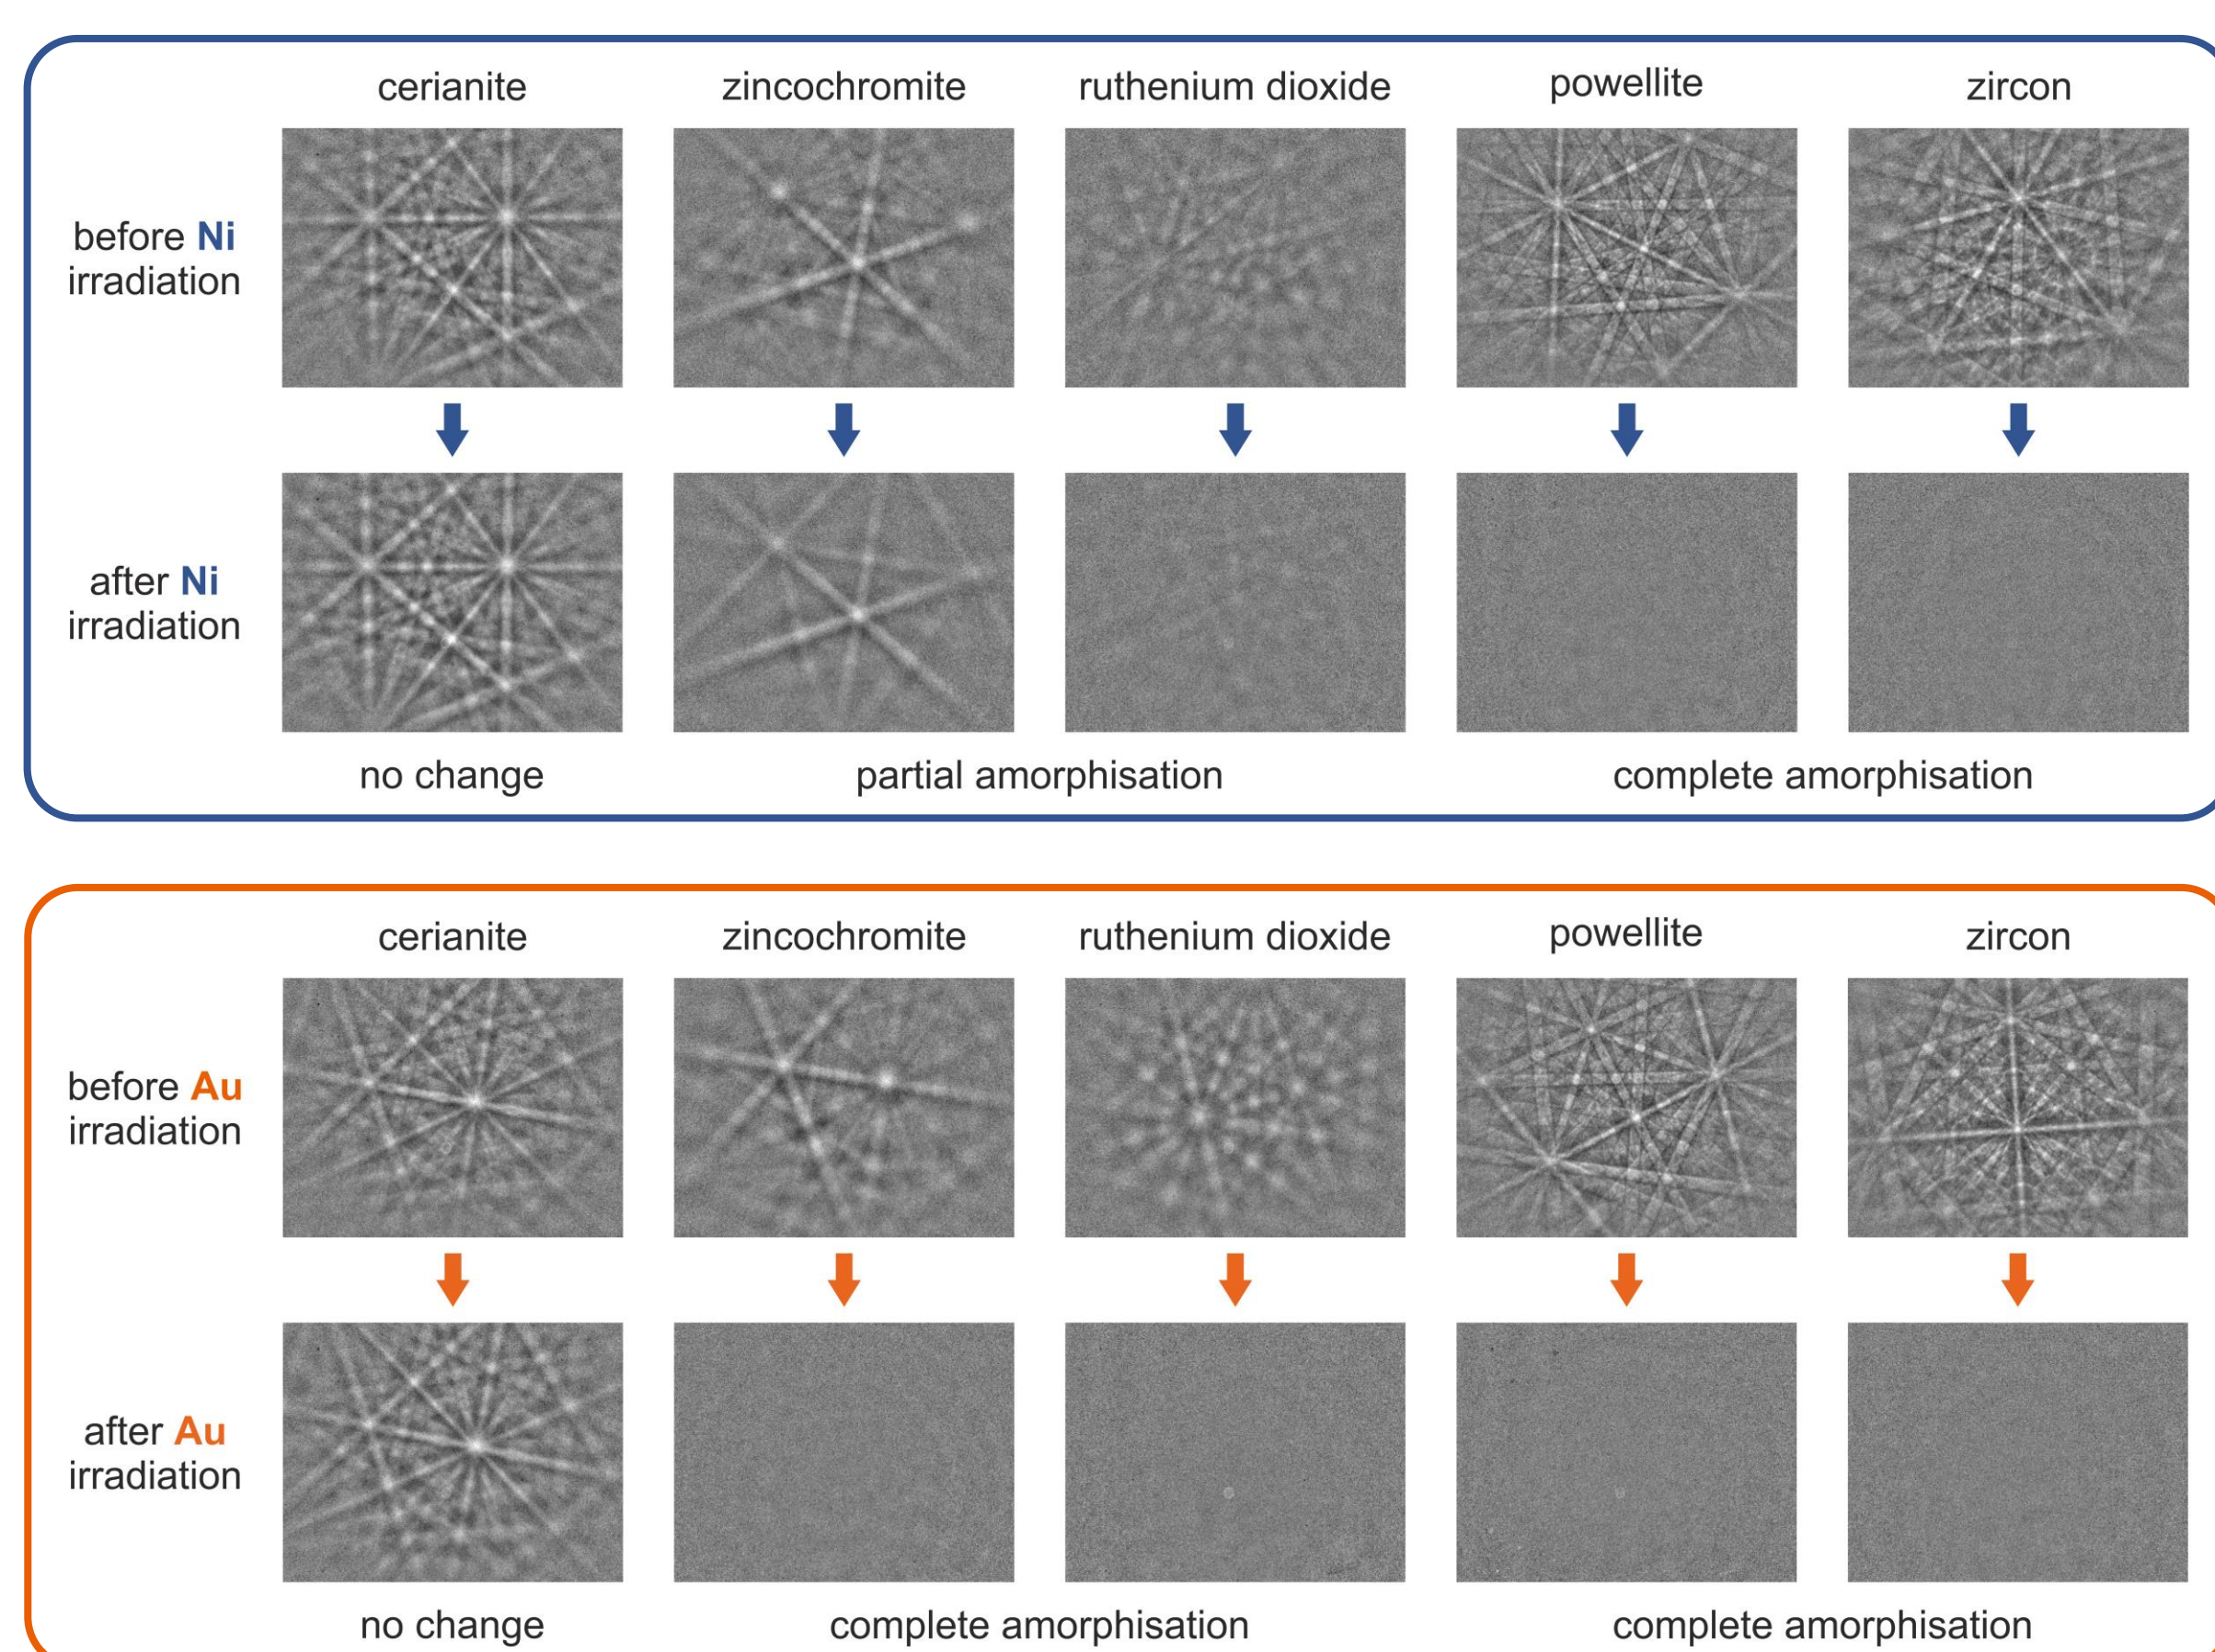 cerianite
zincochromite
ruthenium dioxide
powellite
zircon
before Ni
irradiation
after Ni
irradiation
no change
partial amorphisation
complete amorphisation
cerianite
zincochromite
ruthenium dioxide
powellite
zircon
before Au
irradiation
after Au
irradiation
no change
complete amorphisation
complete amorphisation